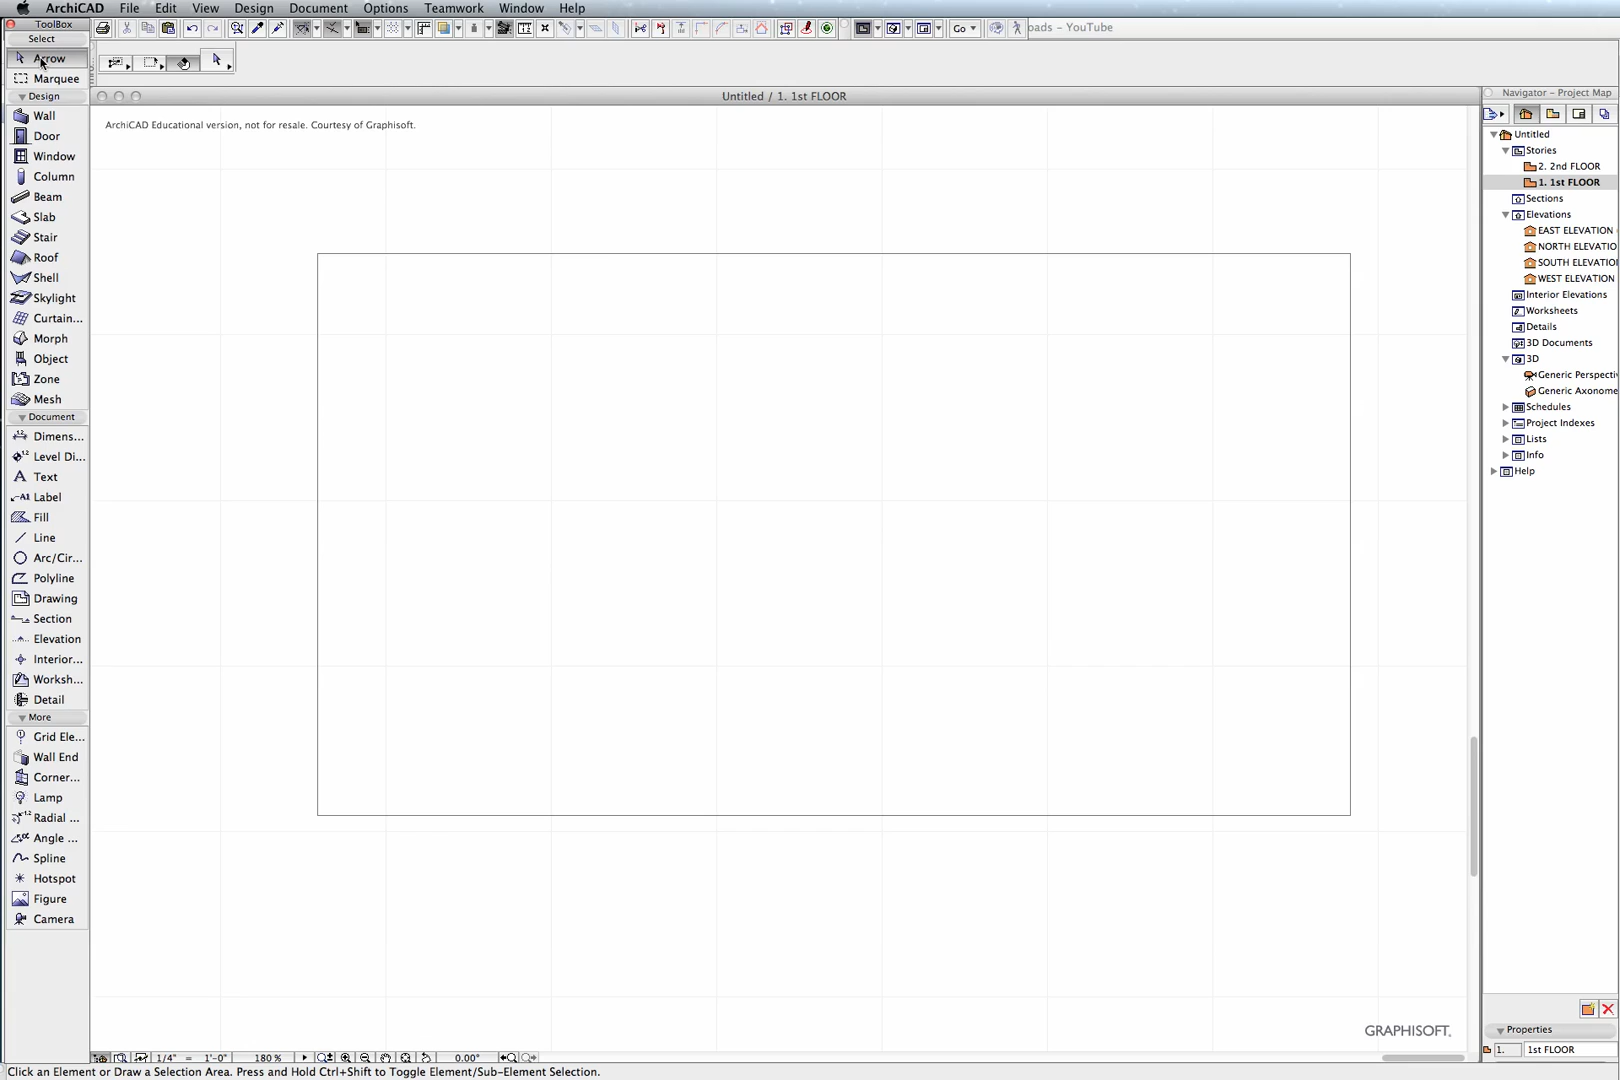 ArchiCAD File Edit View Design Document Options Teamwork Window Help
ToolBox
Go
oads - YouTube
Select
Arrow
Marquee
Design
Wall
Door
Window
Column
Beam
Slab
Stair
Roof
Shell
Skylight
Curtain...
Morph
Object
Zone
Mesh
Document
Dimens...
Level Di...
A Text
A1 Label
Fill
Line
Arc/Cir...
Polyline
Drawing
Section
Elevation
Interior...
Worksh...
Detail
More
Grid Ele...
Wall End
Corner...
Lamp
Radial ...
Angle ...
Spline
Hotspot
Figure
Camera
Untitled / 1. 1st FLOOR
ArchiCAD Educational version, not for resale. Courtesy of Graphisoft.
GRAPHISOFT.
Navigator - Project Map
Untitled
Stories
2. 2nd FLOOR
1. 1st FLOOR
Sections
Elevations
EAST ELEVATION
NORTH ELEVATIO
SOUTH ELEVATIO
WEST ELEVATION
Interior Elevations
Worksheets
Details
3D Documents
3D
Generic Perspecti
Generic Axonome
Schedules
Project Indexes
Lists
Info
Help
Properties
1. 1st FLOOR
1/4" = 1'-0" 180 % 0.00°
Click an Element or Draw a Selection Area. Press and Hold Ctrl+Shift to Toggle Element/Sub-Element Selection.